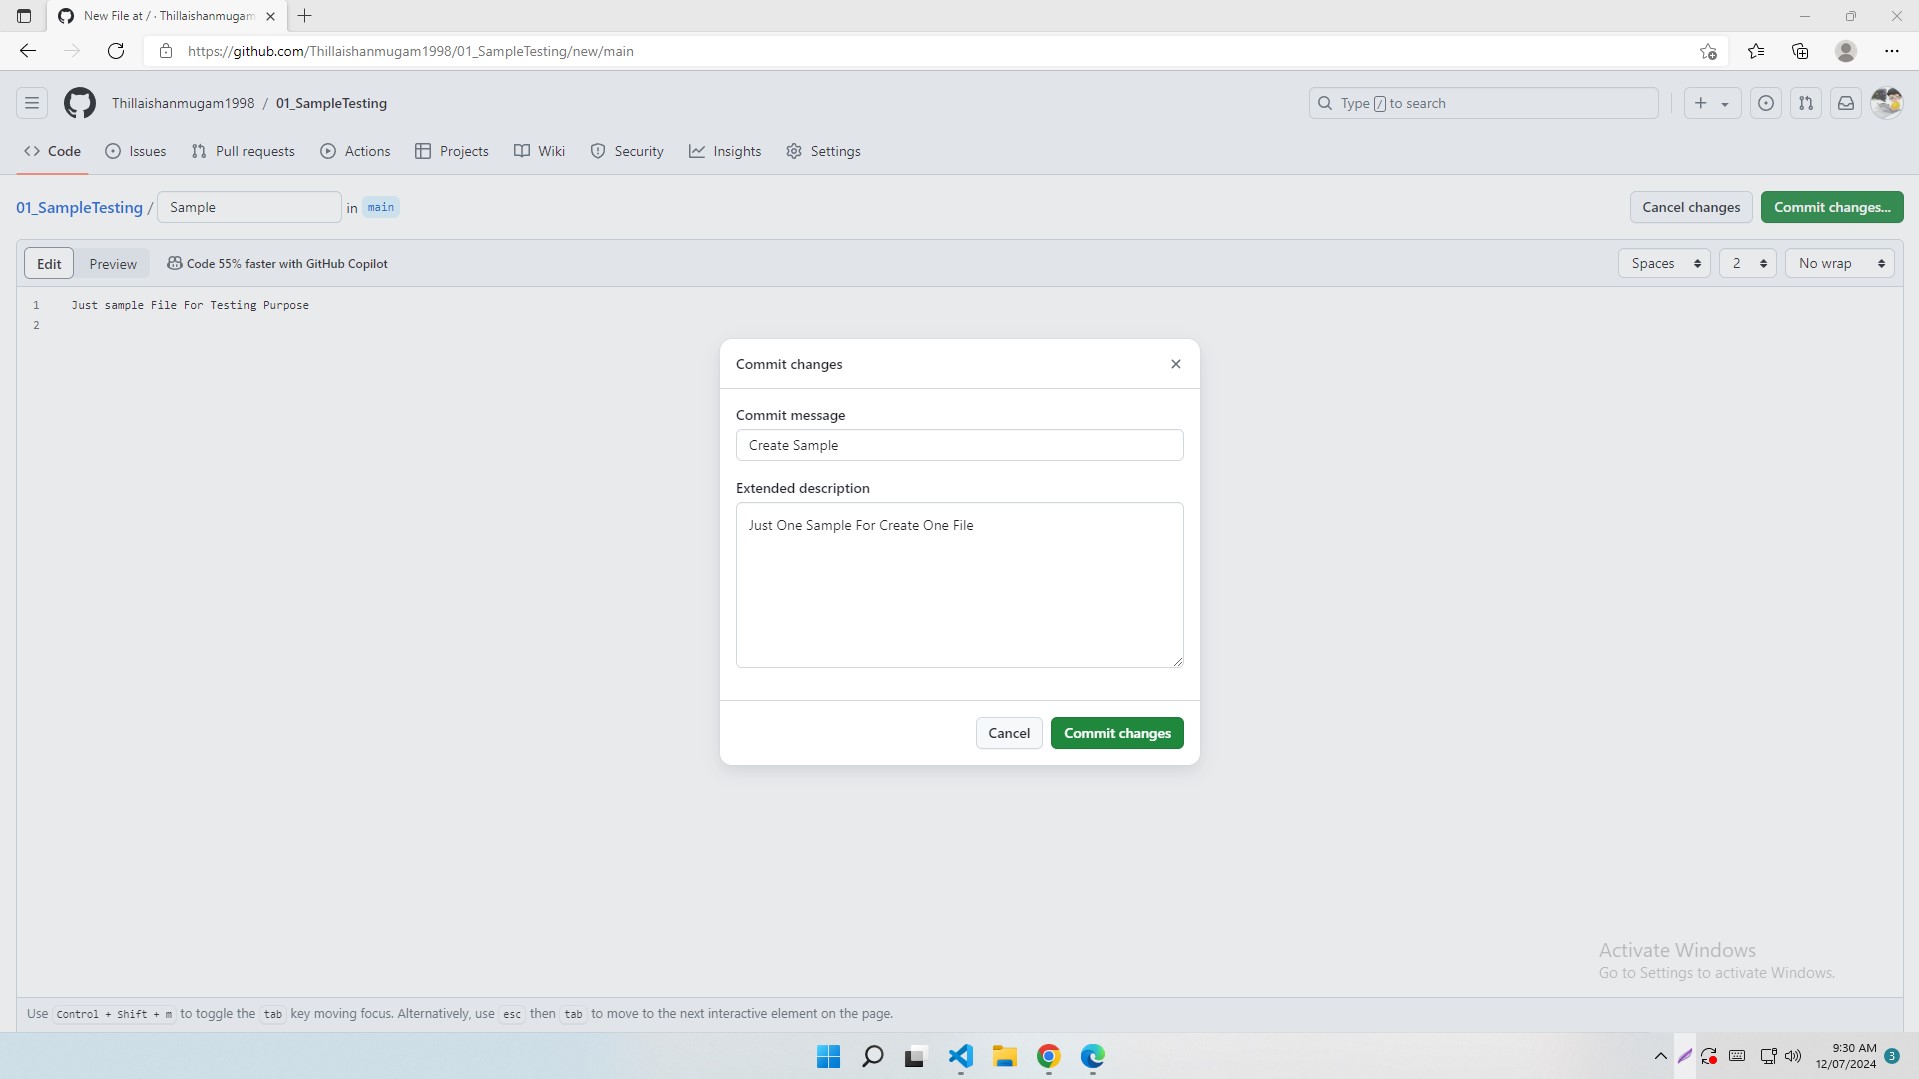 New File at / · Thillaishanmugam
https://github.com/Thillaishanmugam1998/01_SampleTesting/new/main
Thillaishanmugam1998 / 01_SampleTesting
Type / to search
Code
Issues
Pull requests
Actions
Projects
Wiki
Security
Insights
Settings
01_SampleTesting / Sample in main
Cancel changes
Commit changes...
Edit
Preview
Code 55% faster with GitHub Copilot
Spaces
2
No wrap
1 Just sample File For Testing Purpose
2
Commit changes
Commit message
Create Sample
Extended description
Just One Sample For Create One File
Cancel
Commit changes
Activate Windows
Go to Settings to activate Windows.
Use Control + Shift + m to toggle the tab key moving focus. Alternatively, use esc then tab to move to the next interactive element on the page.
9:30 AM
12/07/2024
3